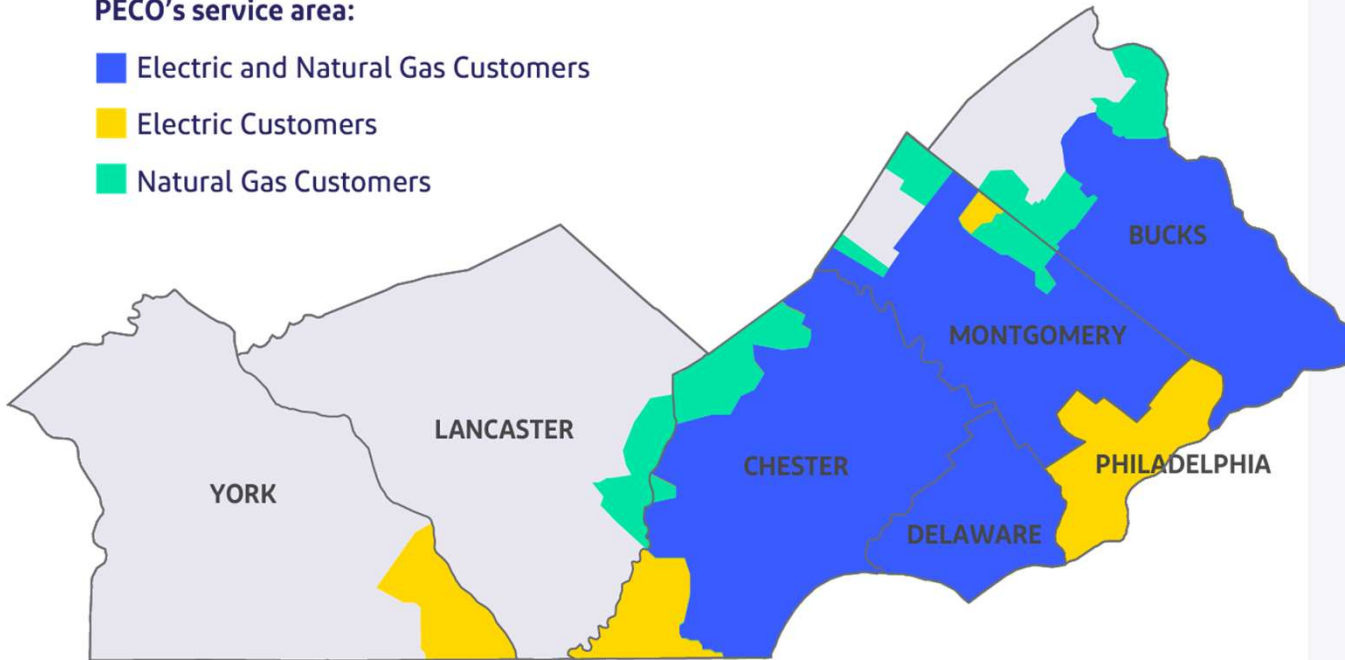 PECO's service area:
Electric and Natural Gas Customers
Electric Customers
Natural Gas Customers
BUCKS
MONTGOMERY
LANCASTER
CHESTER
PHILADELPHIA
YORK
DELAWARE